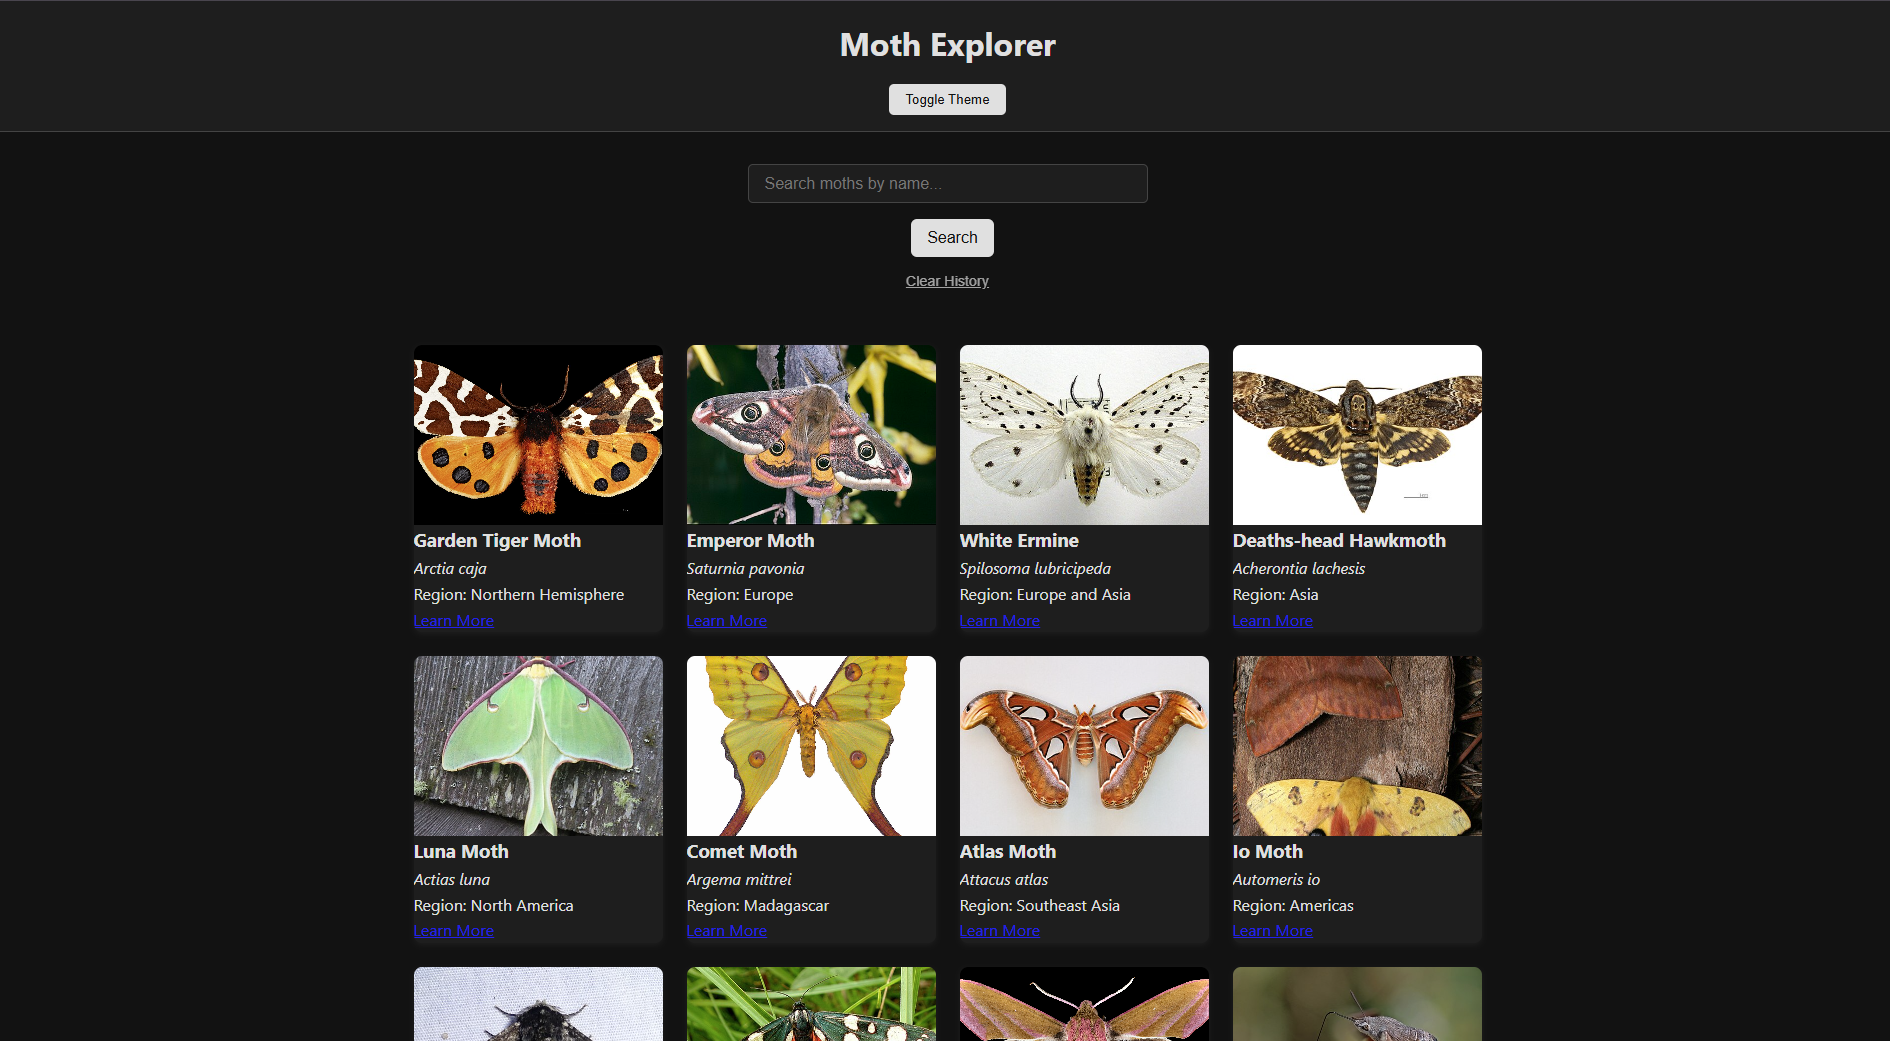 Moth Explorer
Toggle Theme
Search moths by name...
Search
Clear History
Garden Tiger Moth
Arctia caja
Region: Northern Hemisphere
Learn More
Emperor Moth
Saturnia pavonia
Region: Europe
Learn More
White Ermine
Spilosoma lubricipeda
Region: Europe and Asia
Learn More
Deaths-head Hawkmoth
Acherontia lachesis
Region: Asia
Learn More
Luna Moth
Actias luna
Region: North America
Learn More
Comet Moth
Argema mittrei
Region: Madagascar
Learn More
Atlas Moth
Attacus atlas
Region: Southeast Asia
Learn More
Io Moth
Automeris io
Region: Americas
Learn More